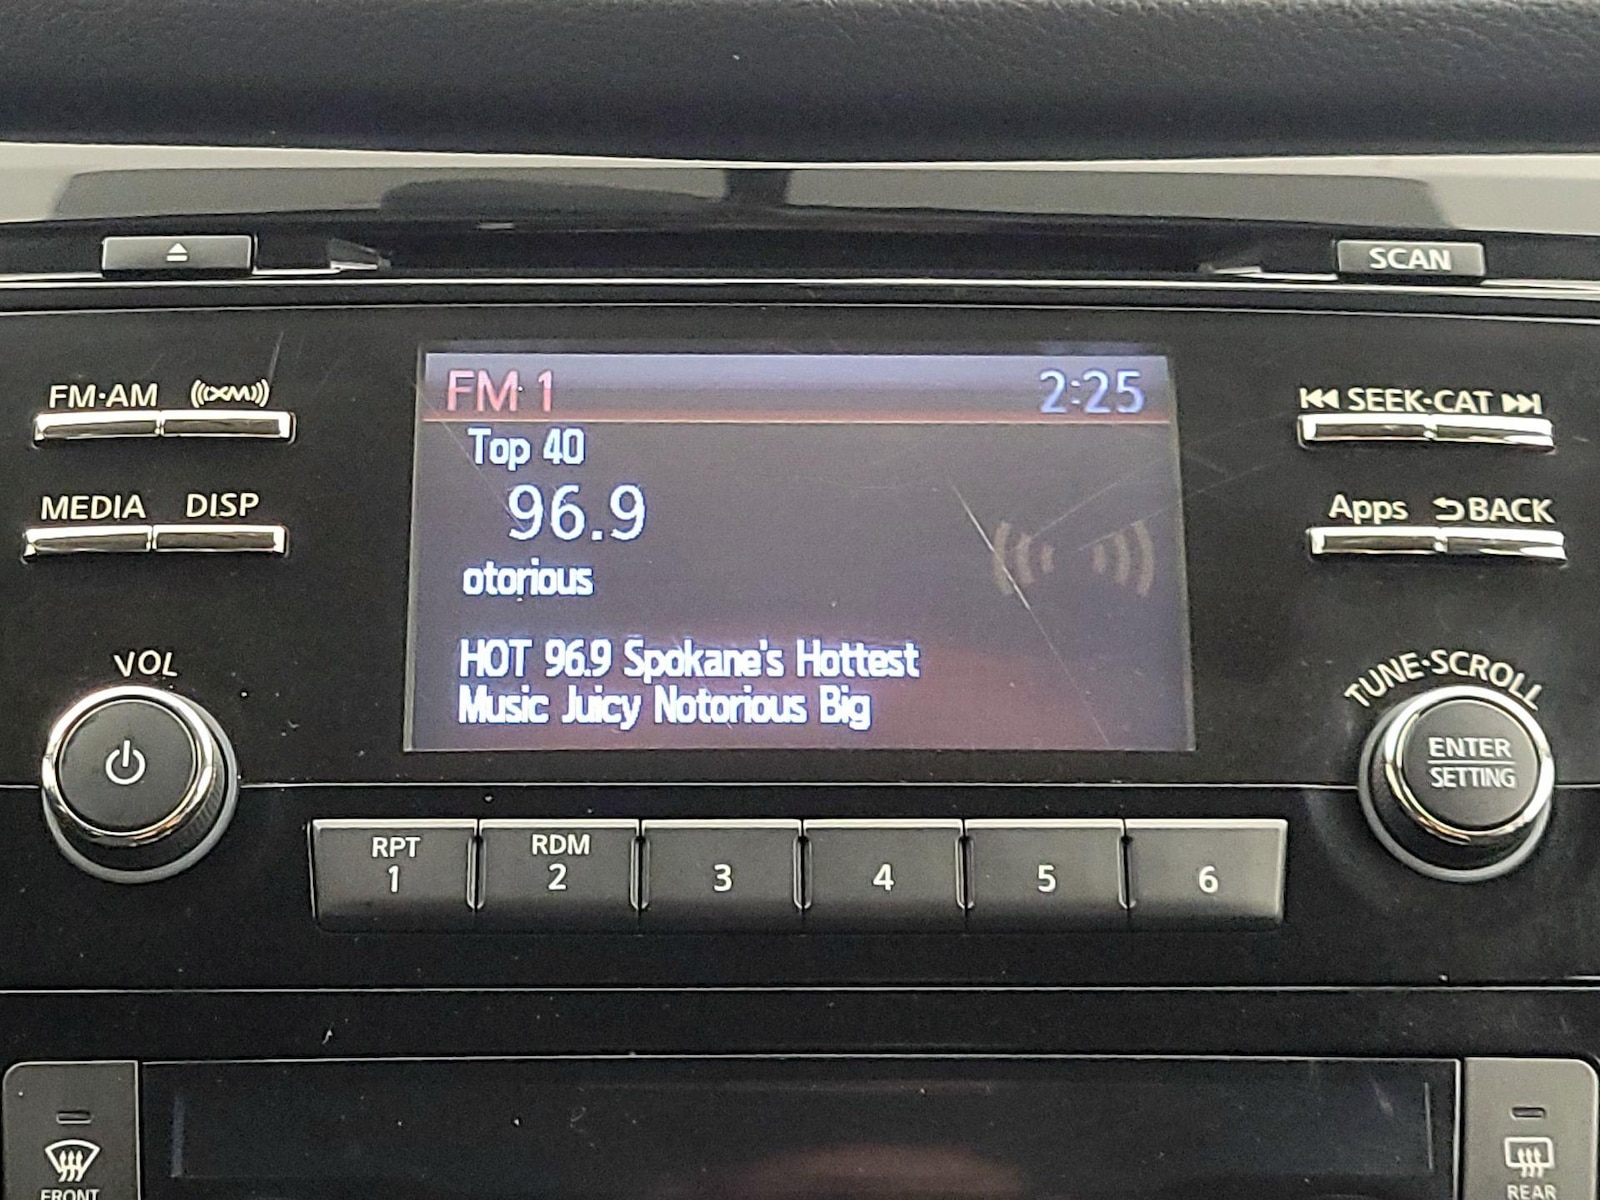 SCAN
FM·AM (((XM)))
SEEK·CAT
MEDIA DISP
Apps BACK
FM 1 2:25
Top 40
96.9
otorious
HOT 96.9 Spokane's Hottest
Music Juicy Notorious Big
VOL
TUNE·SCROLL
ENTER
SETTING
RPT
1
RDM
2
3
4
5
6
FRONT
REAR